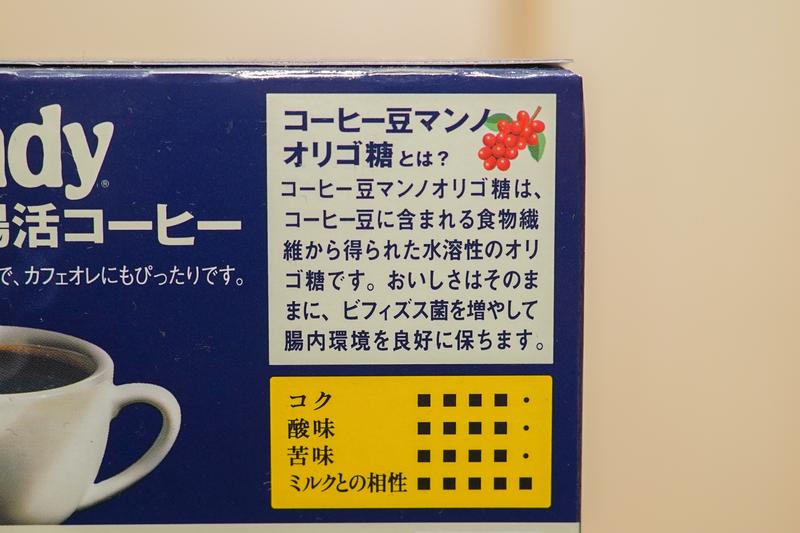 ndy®
腸活コーヒー
で、カフェオレにもぴったりです。
コーヒー豆マンノ
オリゴ糖とは?
コーヒー豆マンノオリゴ糖は、
コーヒー豆に含まれる食物繊
維から得られた水溶性のオリ
ゴ糖です。おいしさはそのま
まに、ビフィズス菌を増やして
腸内環境を良好に保ちます。
コク ■■■■・
酸味 ■■■■・
苦味 ■■■■・
ミルクとの相性 ■■■■■